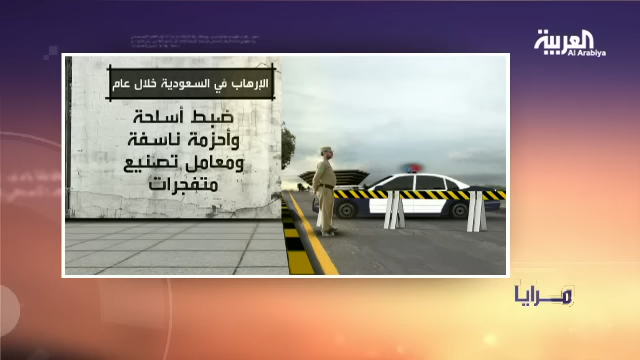 العربية
Al Arabiya
الإرهاب في السعودية خلال عام
ضبط أسلحة
وأحزمة ناسفة
ومعامل تصنيع
متفجرات
مرايا